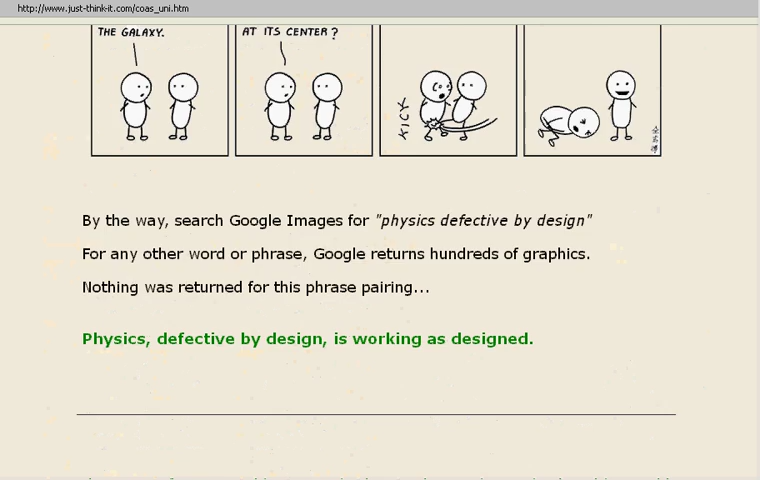 http://www.just-think-it.com/coas_uni.htm
THE GALAXY.
AT ITS CENTER?
KICK
By the way, search Google Images for "physics defective by design"
For any other word or phrase, Google returns hundreds of graphics.
Nothing was returned for this phrase pairing...
Physics, defective by design, is working as designed.